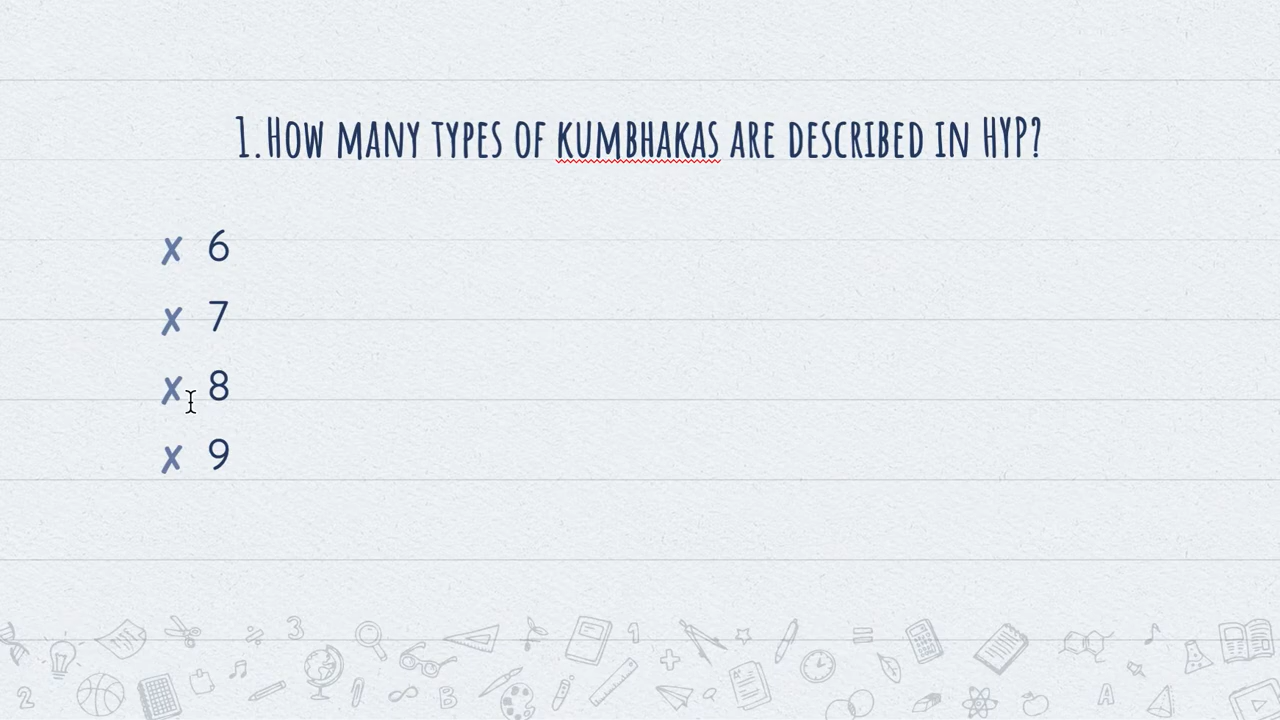 1.How many types of kumbhakas are described in HYP?
✗ 6
✗ 7
✗ 8
✗ 9